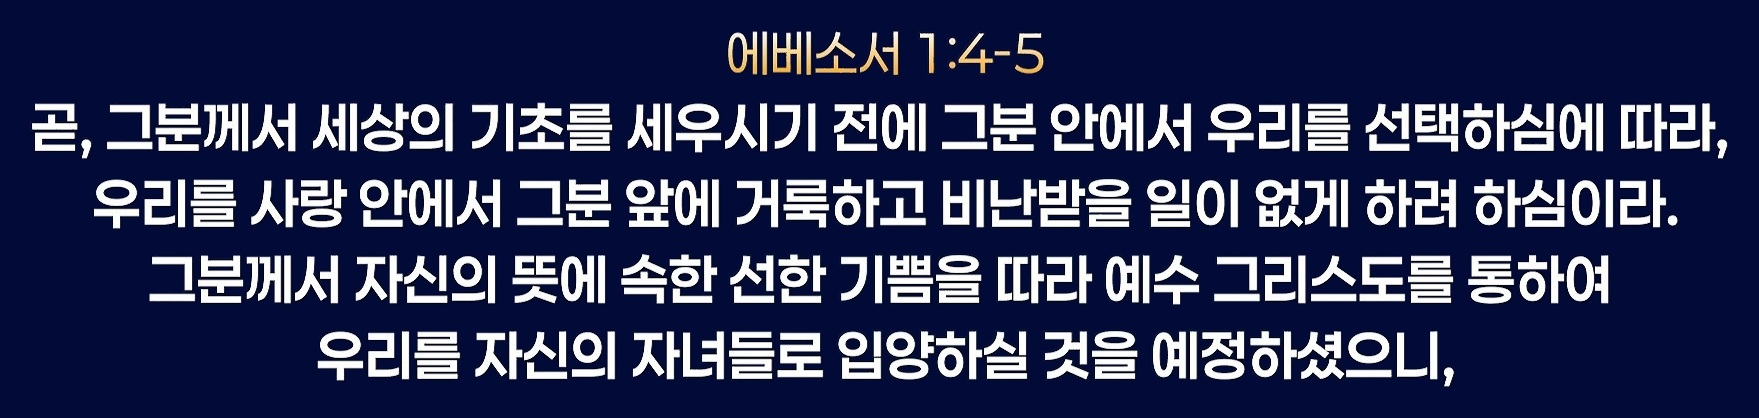 에베소서 1:4-5
곧, 그분께서 세상의 기초를 세우시기 전에 그분 안에서 우리를 선택하심에 따라,
우리를 사랑 안에서 그분 앞에 거룩하고 비난받을 일이 없게 하려 하심이라.
그분께서 자신의 뜻에 속한 선한 기쁨을 따라 예수 그리스도를 통하여
우리를 자신의 자녀들로 입양하실 것을 예정하셨으니,